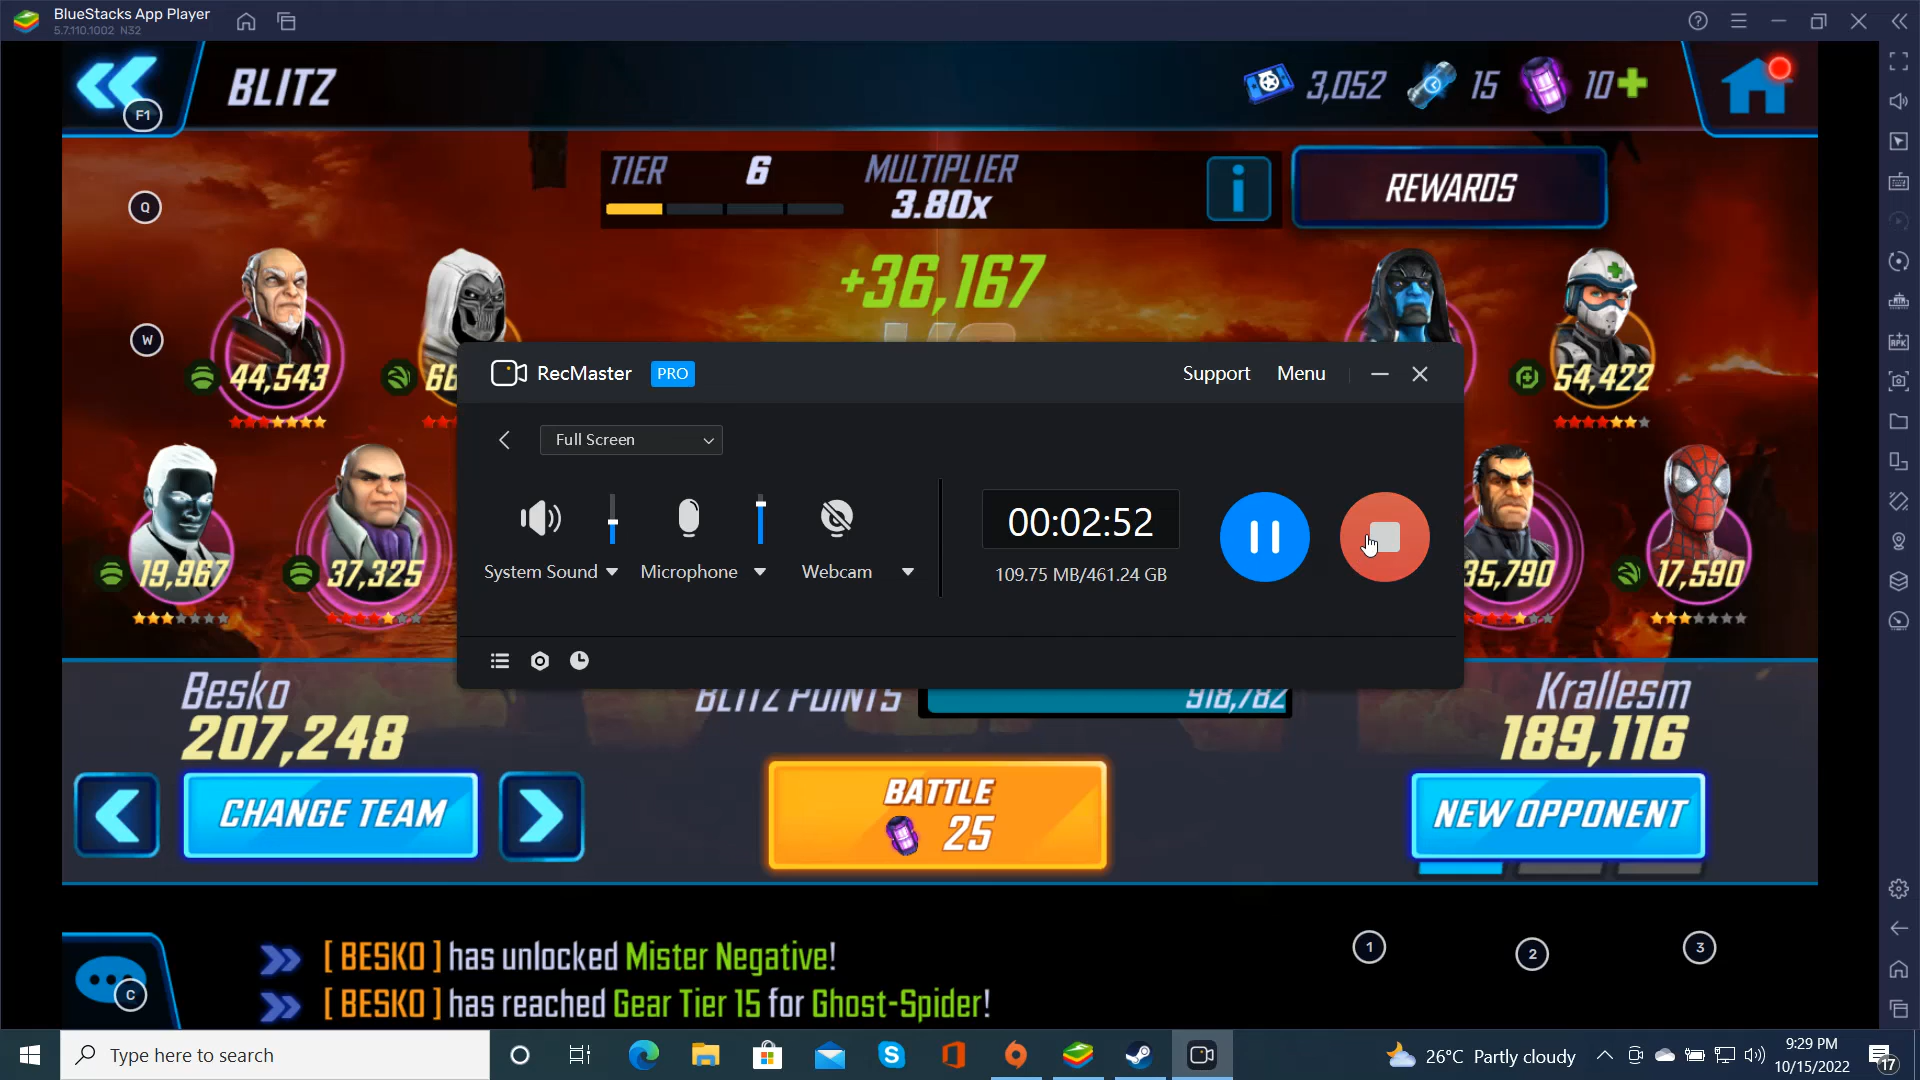 BlueStacks App Player
5.7.110.1002 N32
F1
BLITZ
3,052
15
10
TIER 6
MULTIPLIER
3.80x
i
REWARDS
Q
W
+36,167
44,543
54,422
19,967
37,325
35,790
17,590
RecMaster PRO
Support Menu
Full Screen
00:02:52
System Sound
Microphone
Webcam
109.75 MB/461.24 GB
Besko
207,248
BLITZ POINTS
918,782
Krallesm
189,116
CHANGE TEAM
BATTLE
25
NEW OPPONENT
[ BESKO ] has unlocked Mister Negative!
[ BESKO ] has reached Gear Tier 15 for Ghost-Spider!
C
1
2
3
Type here to search
26°C Partly cloudy
9:29 PM
10/15/2022
17